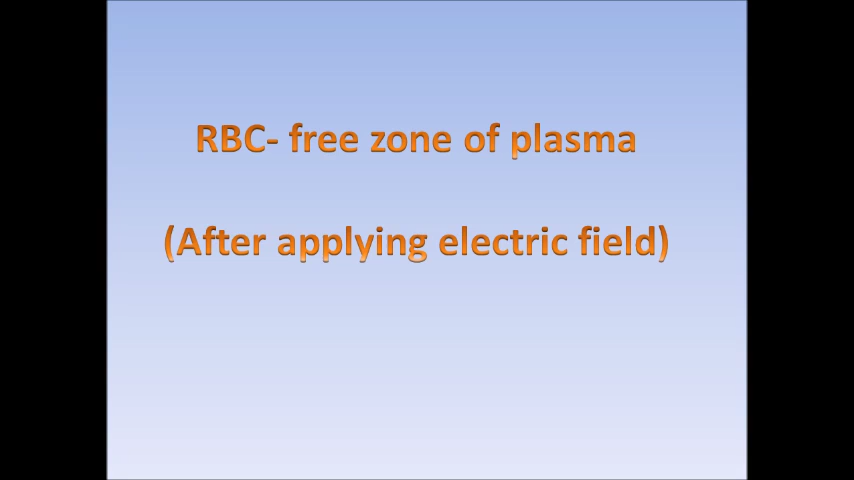 RBC- free zone of plasma
(After applying electric field)